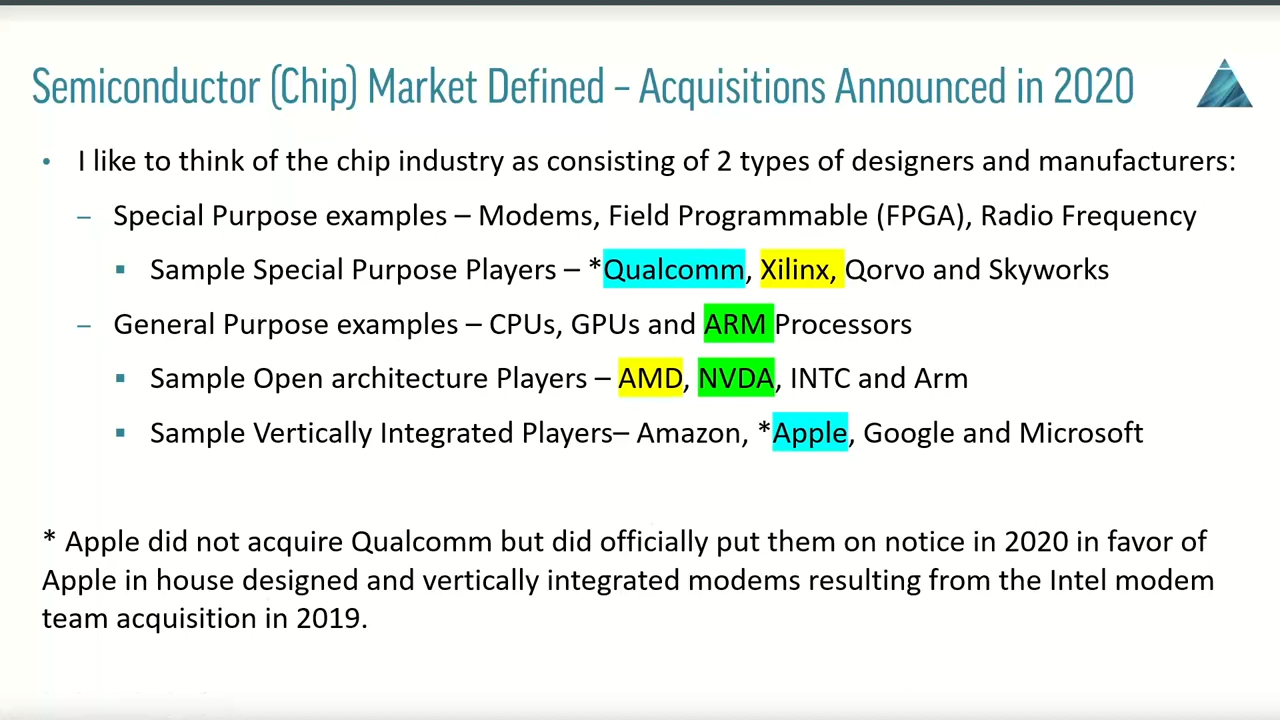 Semiconductor (Chip) Market Defined – Acquisitions Announced in 2020
• I like to think of the chip industry as consisting of 2 types of designers and manufacturers:
– Special Purpose examples – Modems, Field Programmable (FPGA), Radio Frequency
▪ Sample Special Purpose Players – *Qualcomm, Xilinx, Qorvo and Skyworks
– General Purpose examples – CPUs, GPUs and ARM Processors
▪ Sample Open architecture Players – AMD, NVDA, INTC and Arm
▪ Sample Vertically Integrated Players– Amazon, *Apple, Google and Microsoft
* Apple did not acquire Qualcomm but did officially put them on notice in 2020 in favor of
Apple in house designed and vertically integrated modems resulting from the Intel modem
team acquisition in 2019.